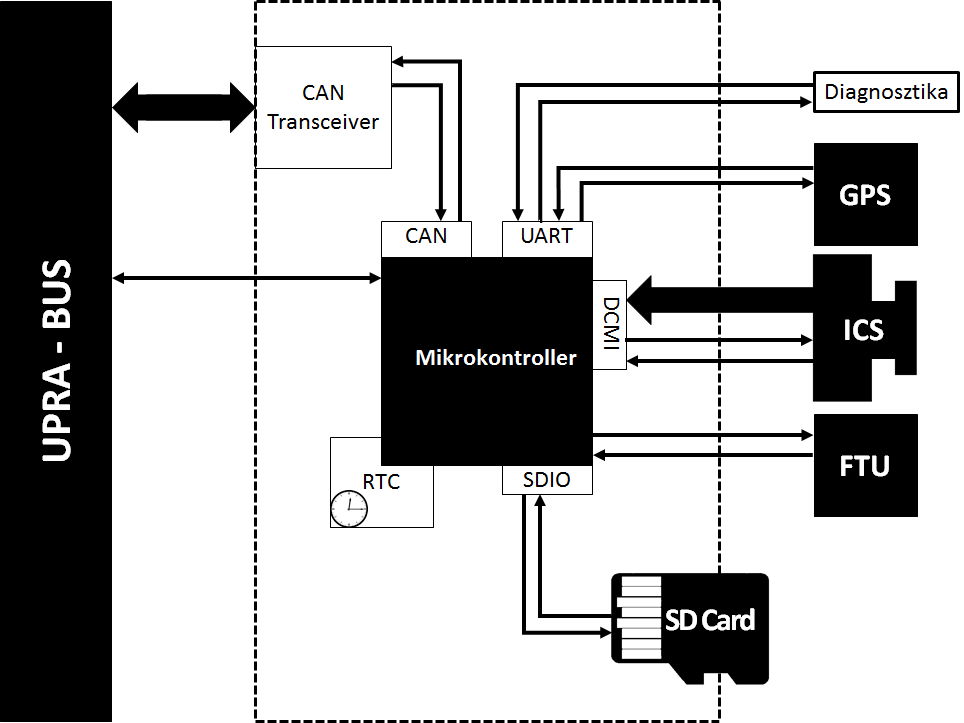 UPRA - BUS
CAN
Transceiver
Diagnosztika
GPS
CAN
UART
DCMI
ICS
Mikrokontroller
FTU
RTC
SDIO
SD Card